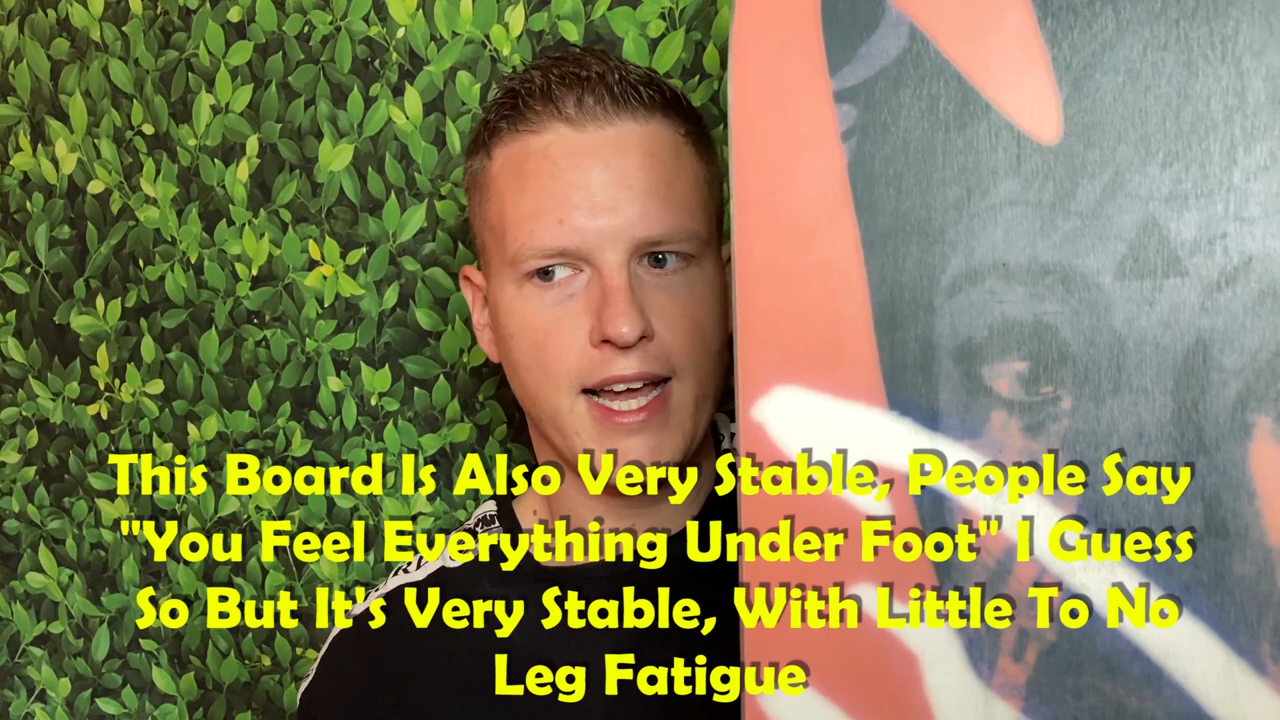 This Board Is Also Very Stable, People Say
"You Feel Everything Under Foot" I Guess
So But It's Very Stable, With Little To No
Leg Fatigue